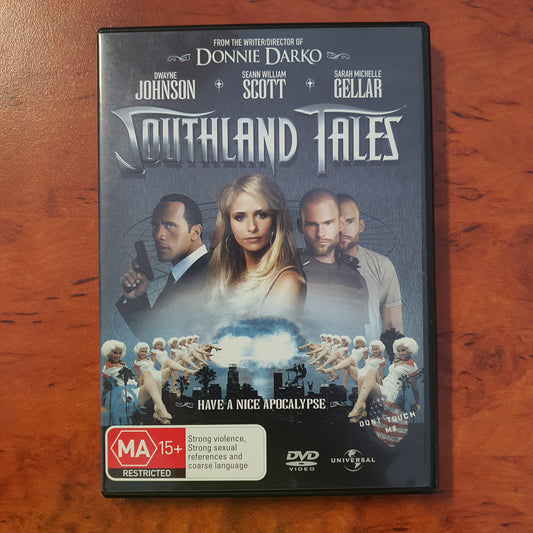 FROM THE WRITER/DIRECTOR OF
DONNIE DARKO
DWAYNE
JOHNSON
SEANN WILLIAM
SCOTT
SARAH MICHELLE
GELLAR
SOUTHLAND TALES
HAVE A NICE APOCALYPSE
DONT TOUCH
ME
MA 15+
RESTRICTED
Strong violence,
Strong sexual
references and
coarse language
DVD
VIDEO
UNIVERSAL